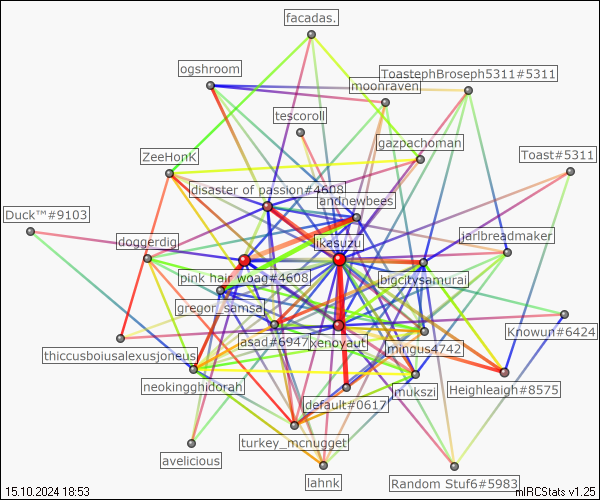 facadas.
ogshroom
ToastephBroseph5311#5311
moonraven
tescoroll
gazpachoman
ZeeHonK
Toast#5311
disaster of passion#4608
andnewbees
Duck™#9103
doggerdig
likesuzu
jarlbreadmaker
pink hair woag#4608
bigcitysamurai
gregor_samsa
Knowun#6424
asad#6947
xenoyaut
mingus4742
thiccusboiusalexusjoneus
neokingghidorah
Heighleaigh#8575
mukszi
default#0617
turkey_mcnugget
avelicious
lahnk
Random Stuf6#5983
15.10.2024 18:53
mIRCStats v1.25